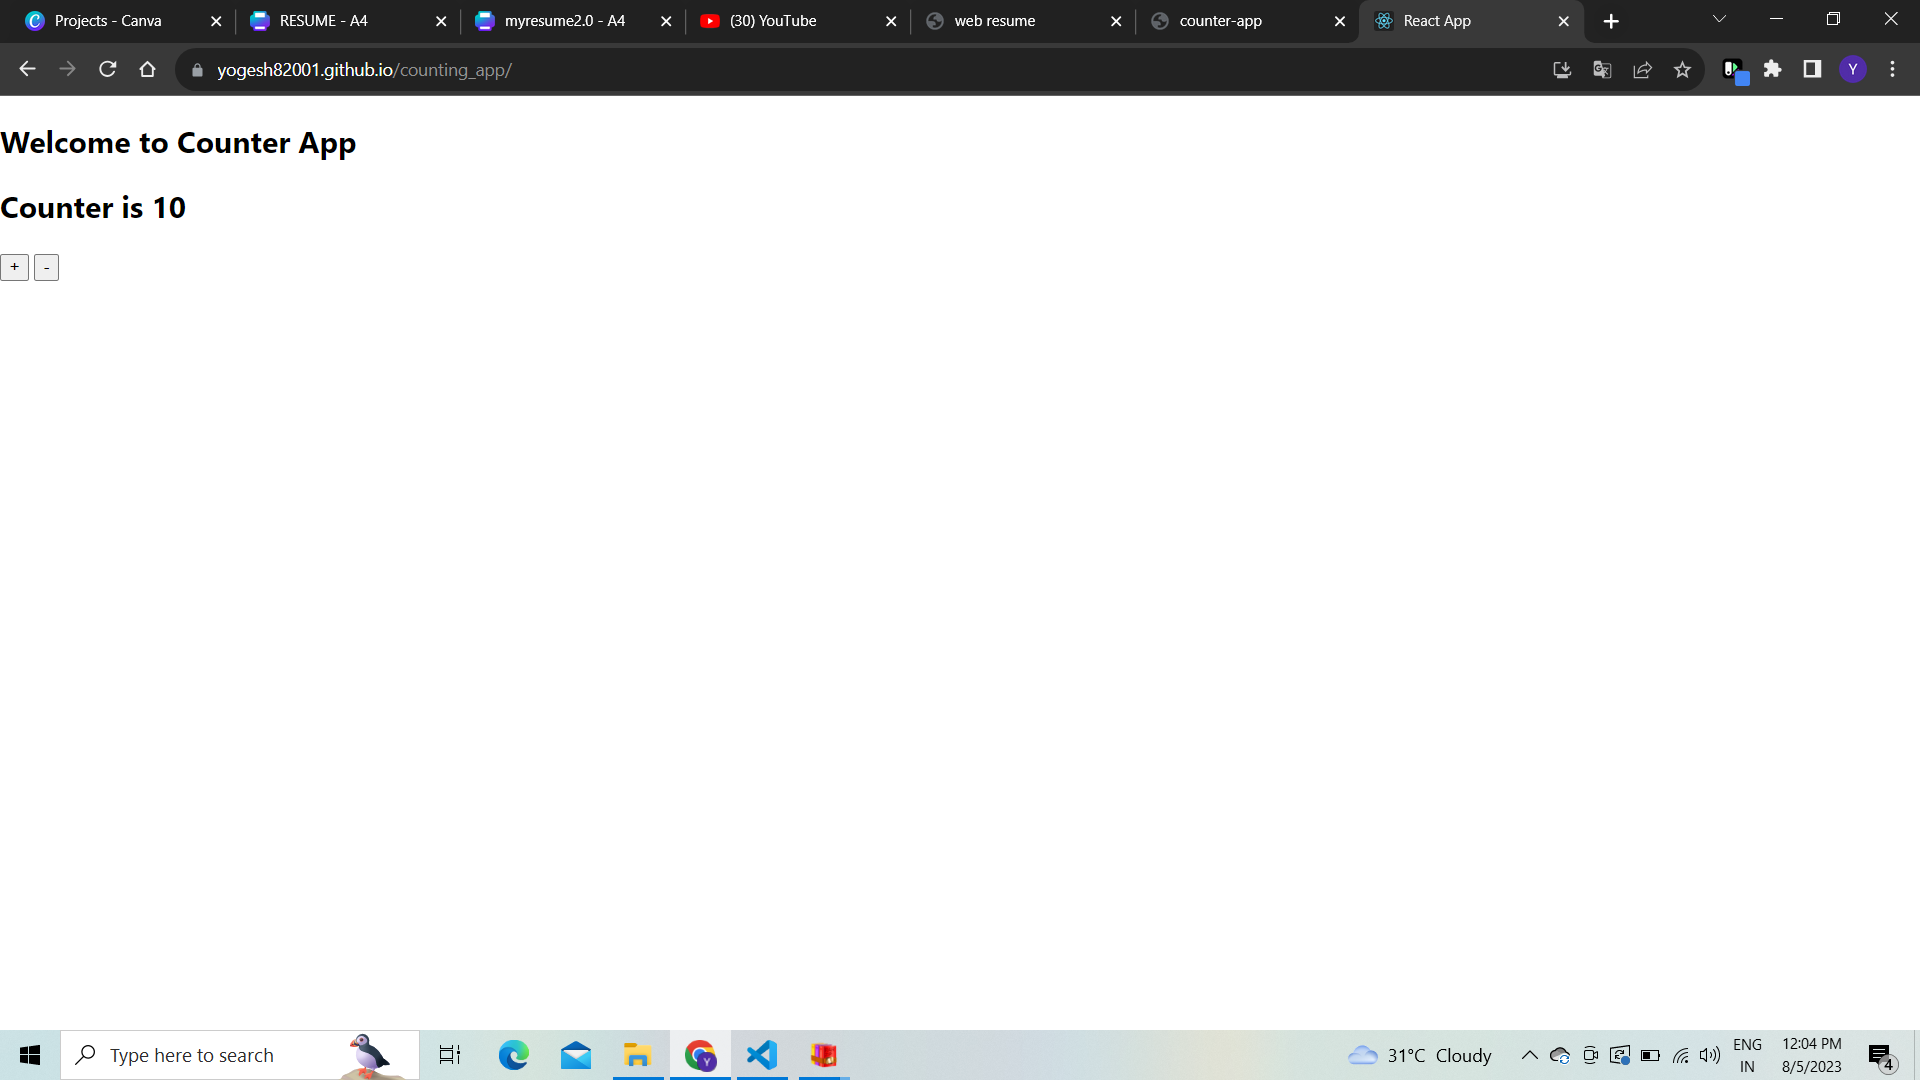 Projects - Canva
RESUME - A4
myresume2.0 - A4
(30) YouTube
web resume
counter-app
React App
yogesh82001.github.io/counting_app/
Y
Welcome to Counter App
Counter is 10
+ -
Type here to search
Y
31°C Cloudy
ENG
IN
12:04 PM
8/5/2023
4